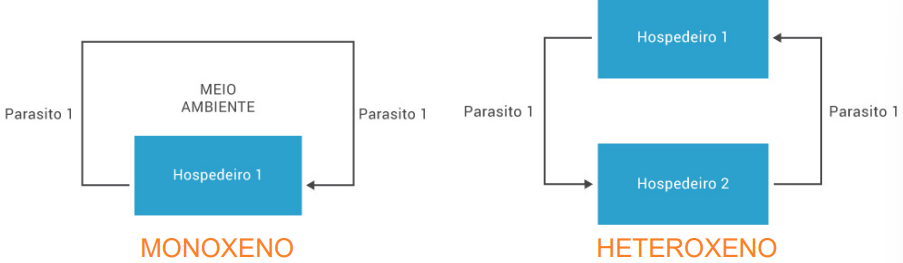 MEIO
AMBIENTE
Parasito 1
Parasito 1
Hospedeiro 1
MONOXENO
Hospedeiro 1
Parasito 1
Parasito 1
Hospedeiro 2
HETEROXENO